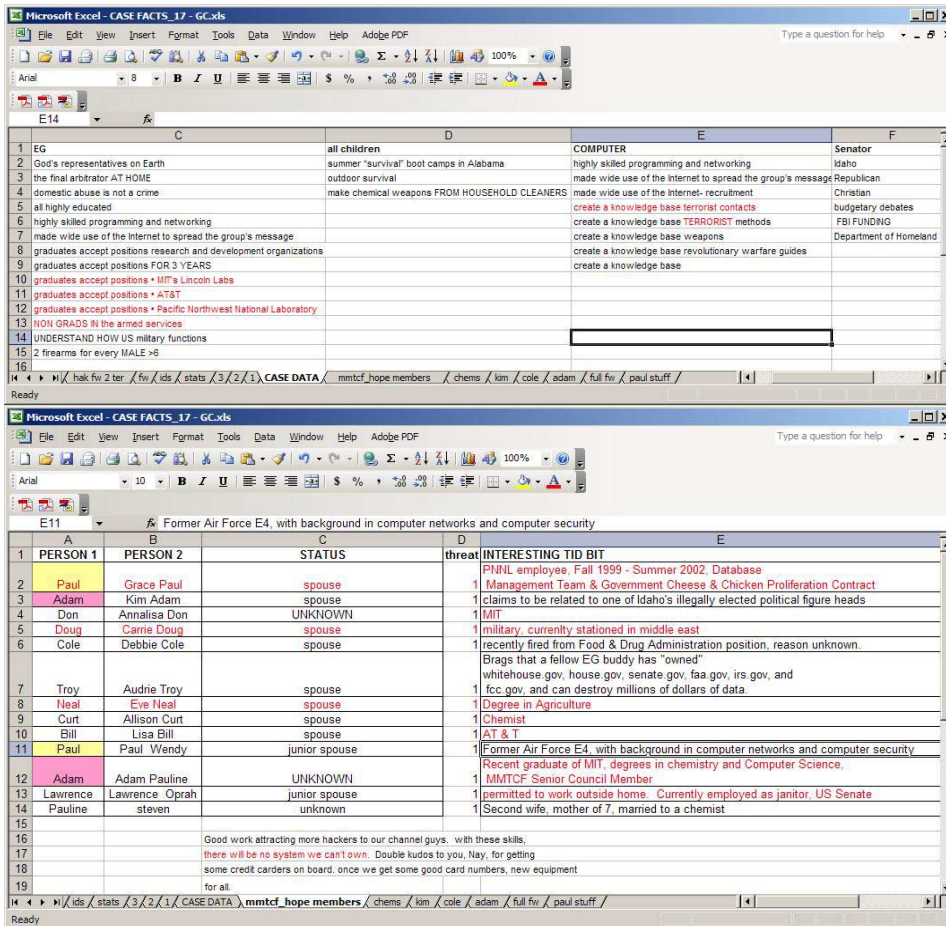 Microsoft Excel - CASE FACTS_17 - GC.xls
File Edit View Insert Format Tools Data Window Help Adobe PDF Type a question for help
100%
Arial 8 B I U $ % ,
E14 fx
C D E F
1 EG all children COMPUTER Senator
2 God's representatives on Earth summer "survival" boot camps in Alabama highly skilled programming and networking Idaho
3 the final arbitrator AT HOME outdoor survival made wide use of the Internet to spread the group's message Republican
4 domestic abuse is not a crime make chemical weapons FROM HOUSEHOLD CLEANERS made wide use of the Internet- recruitment Christian
5 all highly educated create a knowledge base terrorist contacts budgetary debates
6 highly skilled programming and networking create a knowledge base TERRORIST methods FBI FUNDING
7 made wide use of the Internet to spread the group's message create a knowledge base weapons Department of Homeland
8 graduates accept positions research and development organizations create a knowledge base revolutionary warfare guides
9 graduates accept positions FOR 3 YEARS create a knowledge base
10 graduates accept positions • MIT's Lincoln Labs
11 graduates accept positions • AT&T
12 graduates accept positions • Pacific Northwest National Laboratory
13 NON GRADS IN the armed services
14 UNDERSTAND HOW US military functions
15 2 firearms for every MALE >6
16
hak fw 2 ter / fw / ids / stats / 3 / 2 / 1 \ CASE DATA / mmtcf_hope members / chems / kim / cole / adam / full fw / paul stuff /
Ready
Microsoft Excel - CASE FACTS_17 - GC.xls
File Edit View Insert Format Tools Data Window Help Adobe PDF Type a question for help
100%
Arial 10 B I U $ % ,
E11 fx Former Air Force E4, with background in computer networks and computer security
A B C D E
1 PERSON 1 PERSON 2 STATUS threat INTERESTING TID BIT
PNNL employee, Fall 1999 - Summer 2002, Database
2 Paul Grace Paul spouse 1 Management Team & Government Cheese & Chicken Proliferation Contract
3 Adam Kim Adam spouse 1 claims to be related to one of Idaho's illegally elected political figure heads
4 Don Annalisa Don UNKNOWN 1 MIT
5 Doug Carrie Doug spouse 1 military, currenlty stationed in middle east
6 Cole Debbie Cole spouse 1 recently fired from Food & Drug Administration position, reason unknown.
Brags that a fellow EG buddy has "owned"
whitehouse.gov, house.gov, senate.gov, faa.gov, irs.gov, and
7 Troy Audrie Troy spouse 1 fcc.gov, and can destroy millions of dollars of data.
8 Neal Eve Neal spouse 1 Degree in Agriculture
9 Curt Allison Curt spouse 1 Chemist
10 Bill Lisa Bill spouse 1 AT & T
11 Paul Paul Wendy junior spouse 1 Former Air Force E4, with background in computer networks and computer security
Recent graduate of MIT, degrees in chemistry and Computer Science,
12 Adam Adam Pauline UNKNOWN 1 MMTCF Senior Council Member
13 Lawrence Lawrence Oprah junior spouse 1 permitted to work outside home. Currently employed as janitor, US Senate
14 Pauline steven unknown 1 Second wife, mother of 7, married to a chemist
15
16 Good work attracting more hackers to our channel guys. with these skills,
17 there will be no system we can't own. Double kudos to you, Nay, for getting
18 some credit carders on board. once we get some good card numbers, new equipment
19 for all.
ids / stats / 3 / 2 / 1 / CASE DATA \ mmtcf_hope members / chems / kim / cole / adam / full fw / paul stuff /
Ready